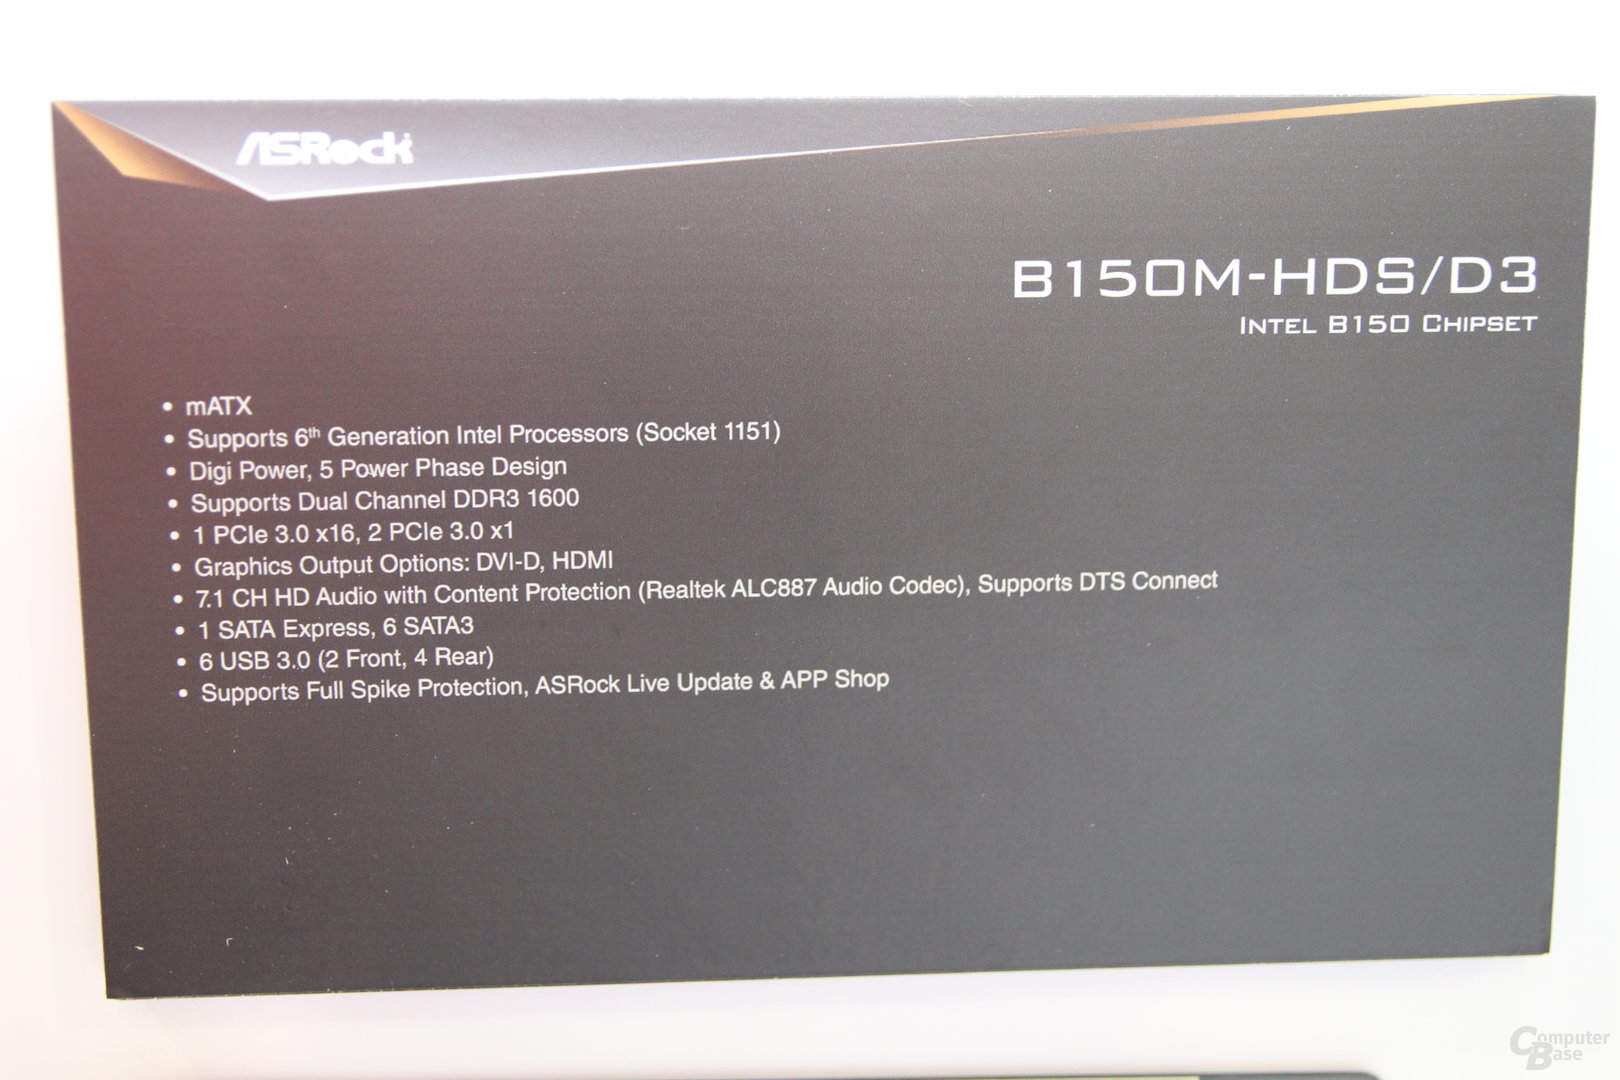 ASRock
B150M-HDS/D3
INTEL B150 CHIPSET
• mATX
• Supports 6th Generation Intel Processors (Socket 1151)
• Digi Power, 5 Power Phase Design
• Supports Dual Channel DDR3 1600
• 1 PCIe 3.0 x16, 2 PCIe 3.0 x1
• Graphics Output Options: DVI-D, HDMI
• 7.1 CH HD Audio with Content Protection (Realtek ALC887 Audio Codec), Supports DTS Connect
• 1 SATA Express, 6 SATA3
• 6 USB 3.0 (2 Front, 4 Rear)
• Supports Full Spike Protection, ASRock Live Update & APP Shop
Computer
Base